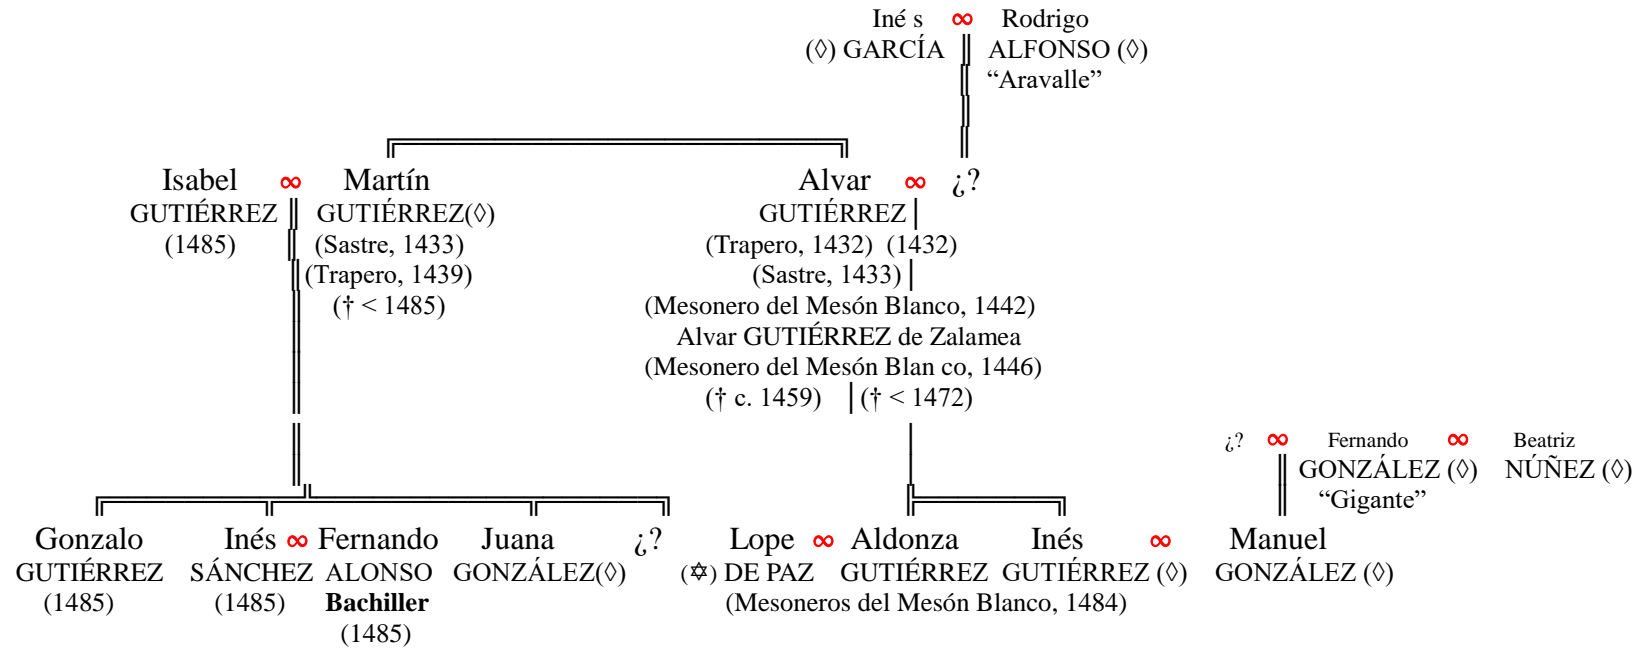 Iné s ∞ Rodrigo
(◊) GARCÍA ALFONSO (◊)
“Aravalle”
Isabel ∞ Martín Alvar ∞ ¿?
GUTIÉRREZ GUTIÉRREZ(◊) GUTIÉRREZ
(1485) (Sastre, 1433) (Trapero, 1432) (1432)
(Trapero, 1439) (Sastre, 1433)
(† < 1485) (Mesonero del Mesón Blanco, 1442)
Alvar GUTIÉRREZ de Zalamea
(Mesonero del Mesón Blan co, 1446)
(† c. 1459) († < 1472)
¿? ∞ Fernando ∞ Beatriz
GONZÁLEZ (◊) NÚÑEZ (◊)
“Gigante”
Gonzalo Inés ∞ Fernando Juana ¿? Lope ∞ Aldonza Inés ∞ Manuel
GUTIÉRREZ SÁNCHEZ ALONSO GONZÁLEZ(◊) (✡) DE PAZ GUTIÉRREZ GUTIÉRREZ (◊) GONZÁLEZ (◊)
(1485) (1485) Bachiller (Mesoneros del Mesón Blanco, 1484)
(1485)